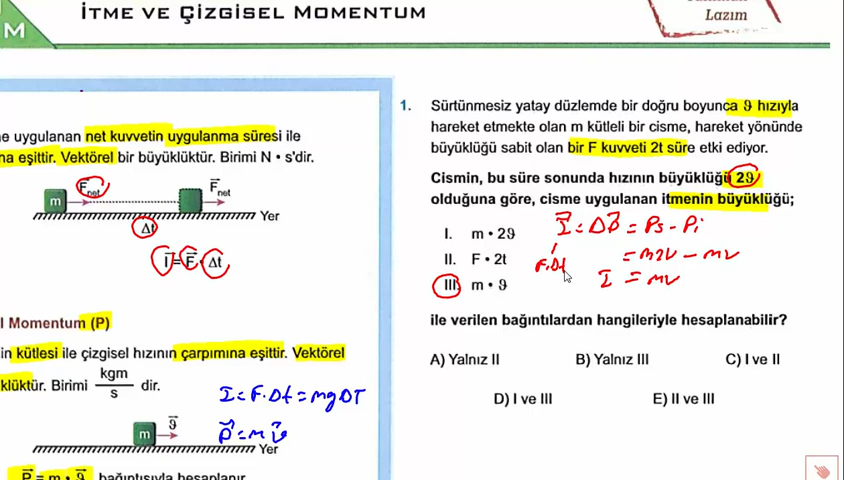 M
İTME VE ÇİZGİSEL MOMENTUM
Lazım
e uygulanan net kuvvetin uygulanma süresi ile
na eşittir. Vektörel bir büyüklüktür. Birimi N • s'dir.
m
F net
F net
Yer
Δt
I = F • Δt
l Momentum (P)
in kütlesi ile çizgisel hızının çarpımına eşittir. Vektörel
klüktür. Birimi kgm/s dir.
I = F.Δt = mgΔT
P = m ϑ
m
ϑ
Yer
P = m • ϑ bağıntısıyla hesaplanır.
1. Sürtünmesiz yatay düzlemde bir doğru boyunca ϑ hızıyla
hareket etmekte olan m kütleli bir cisme, hareket yönünde
büyüklüğü sabit olan bir F kuvveti 2t süre etki ediyor.
Cismin, bu süre sonunda hızının büyüklüğü 2ϑ
olduğuna göre, cisme uygulanan itmenin büyüklüğü;
I. m • 2ϑ
I = ΔP = Ps - Pi
II. F • 2t
F.Δt
= m2v - mv
III. m • ϑ
I = mv
ile verilen bağıntılardan hangileriyle hesaplanabilir?
A) Yalnız II B) Yalnız III C) I ve II
D) I ve III E) II ve III